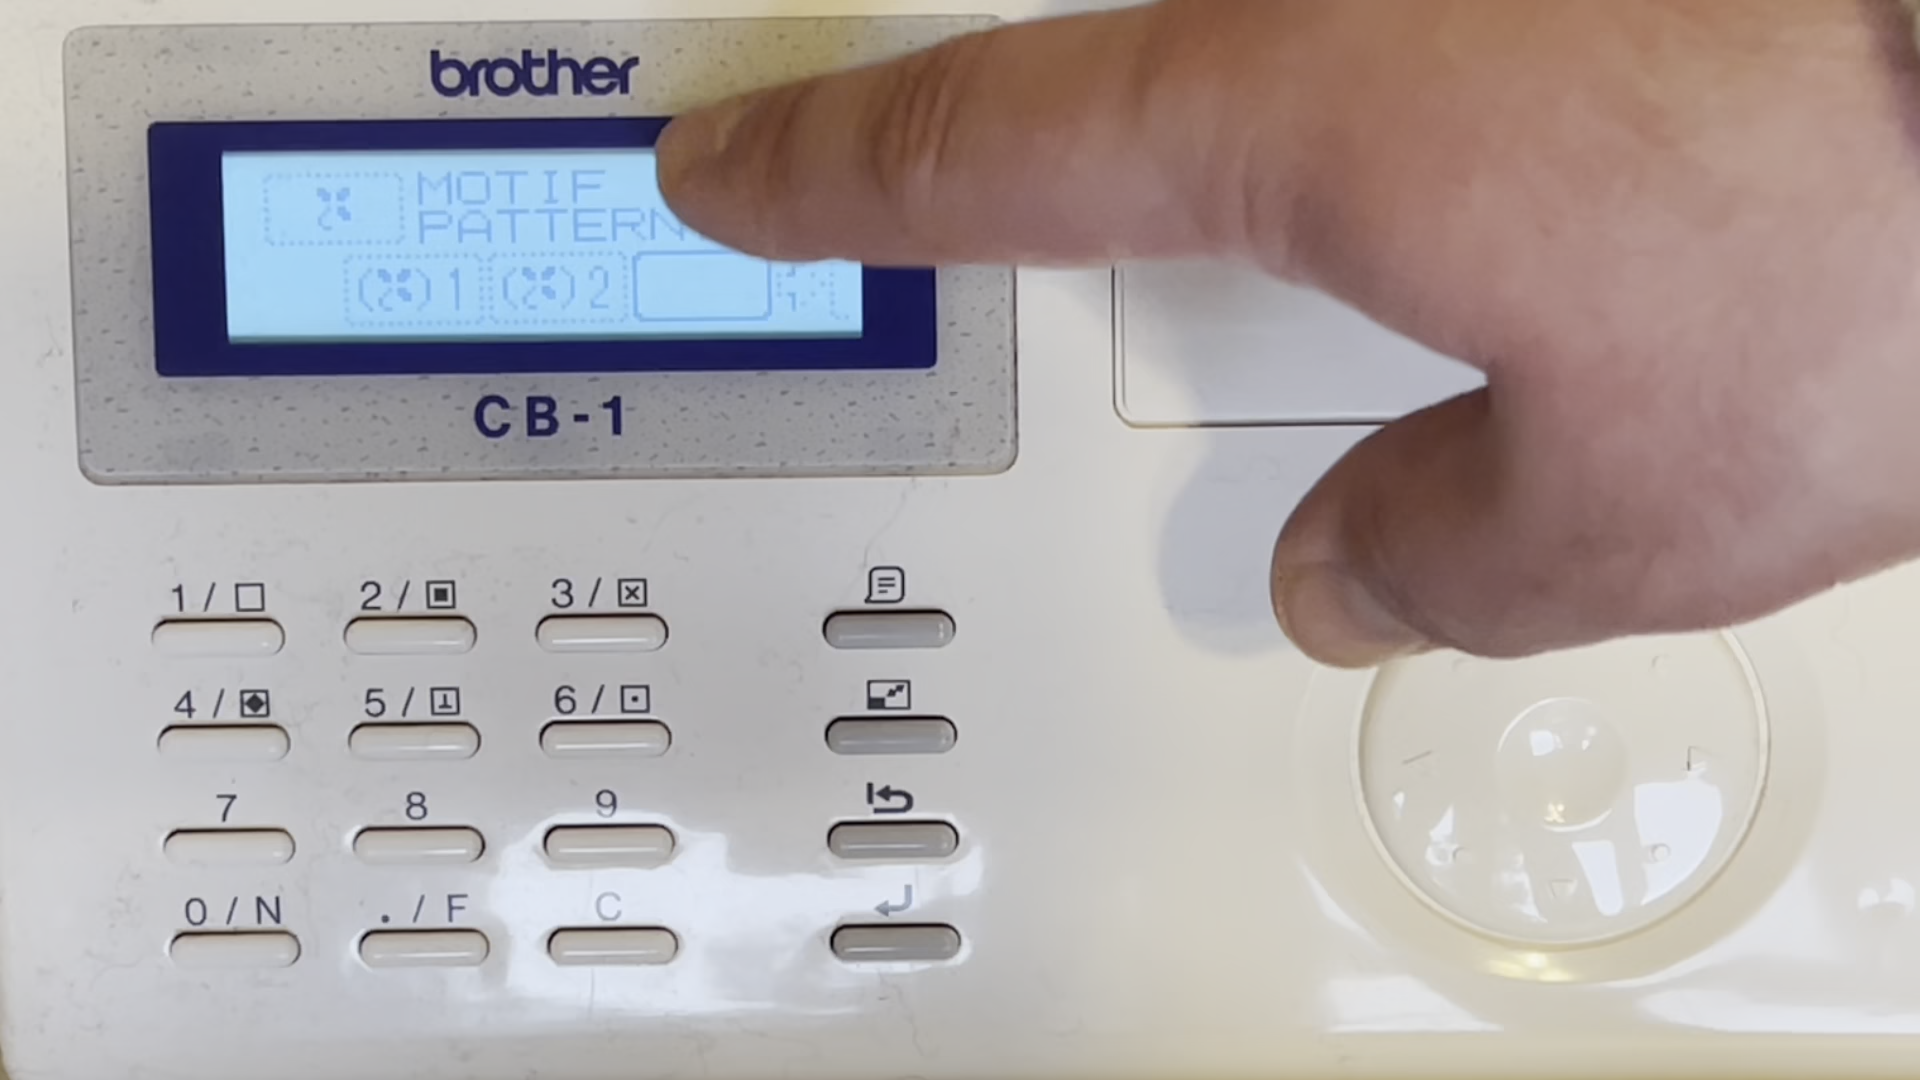 brother
MOTIF
PATTERN
1 2
CB-1
1 / 2 / 3 /
4 / 5 / 6 /
7 8 9
0 / N . / F C